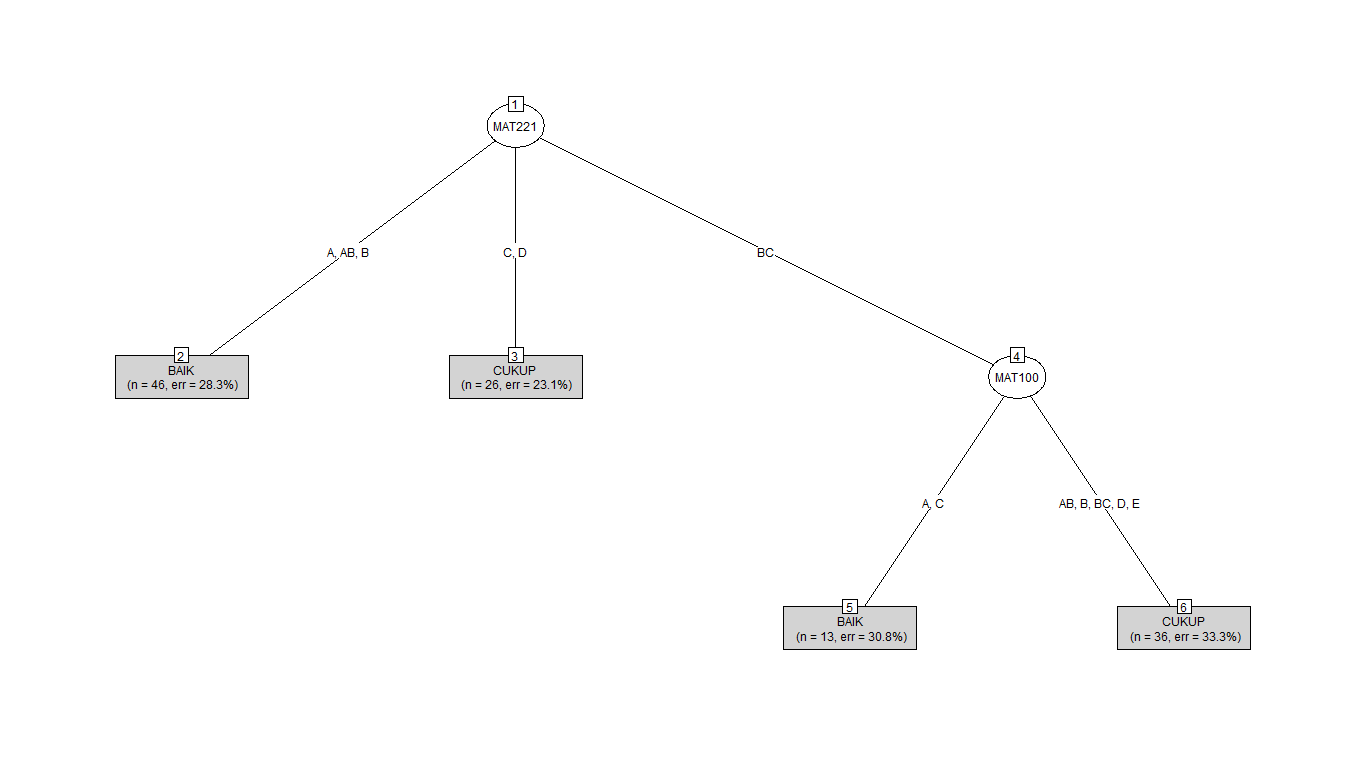 1
MAT221
A, AB, B
C, D
BC
2
BAIK
(n = 46, err = 28.3%)
3
CUKUP
(n = 26, err = 23.1%)
4
MAT100
A, C
AB, B, BC, D, E
5
BAIK
(n = 13, err = 30.8%)
6
CUKUP
(n = 36, err = 33.3%)